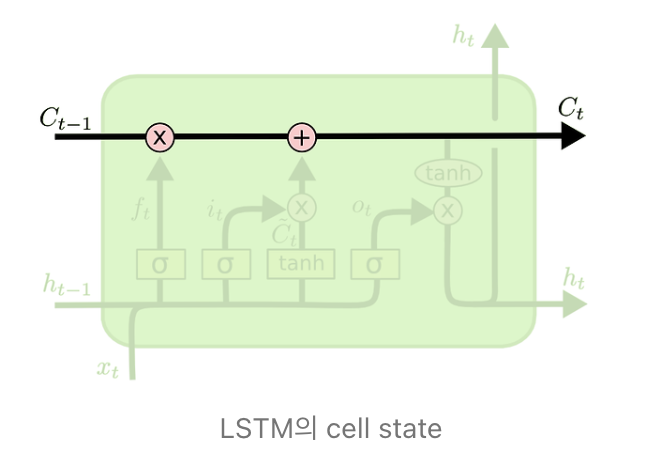 h_t
C_{t-1}
C_t
x
+
tanh
f_t
i_t
x
o_t
x
C̃_t
σ
σ
tanh
σ
h_{t-1}
h_t
x_t
LSTM의 cell state